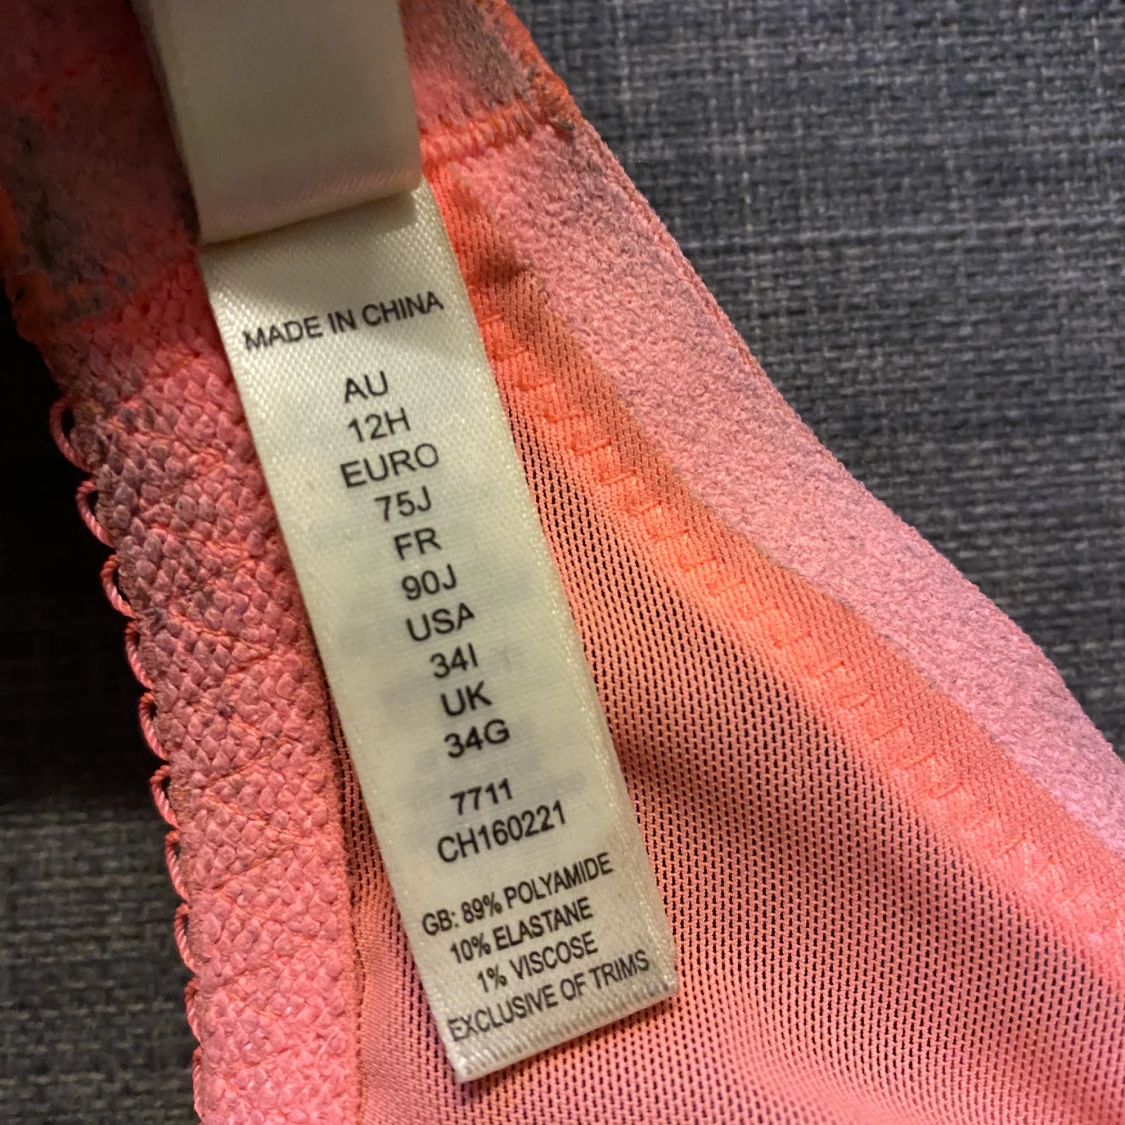 MADE IN CHINA
AU
12H
EURO
75J
FR
90J
USA
34I
UK
34G
7711
CH160221
GB: 89% POLYAMIDE
10% ELASTANE
1% VISCOSE
EXCLUSIVE OF TRIMS